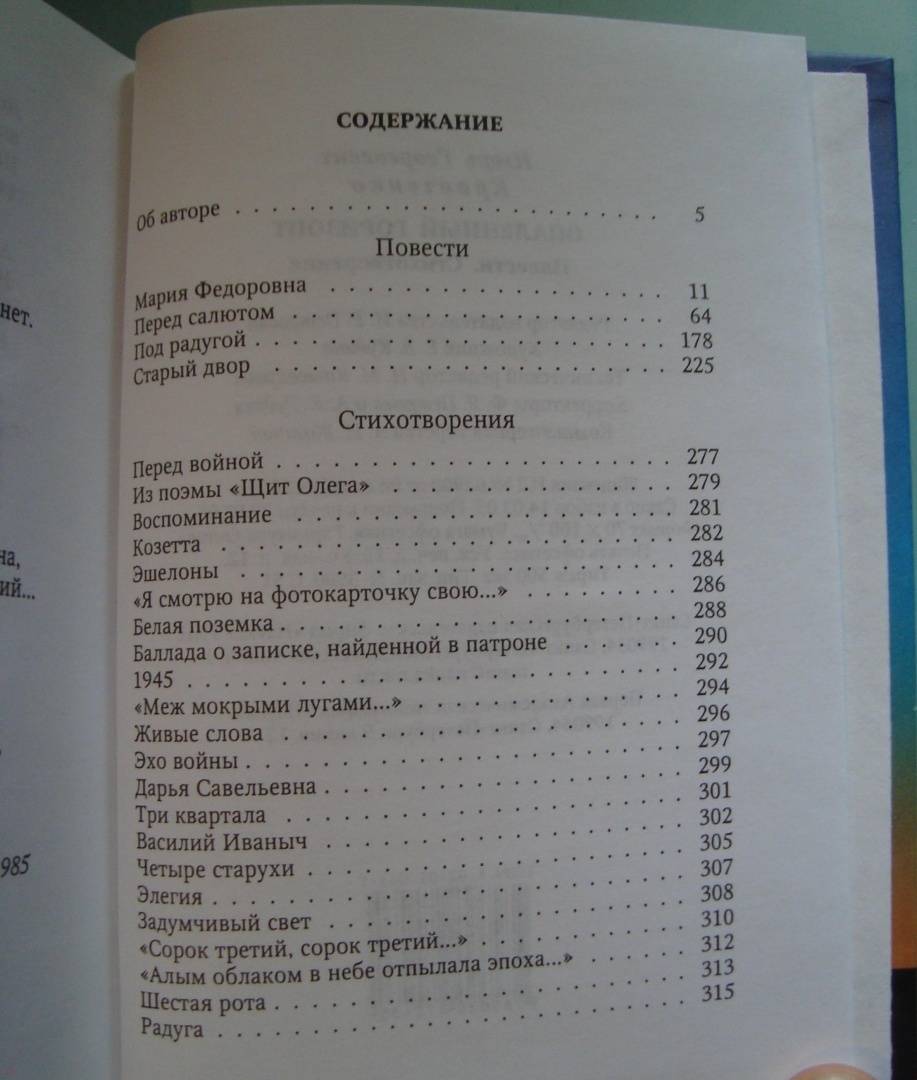 нет.
на,
ий...
985
СОДЕРЖАНИЕ
Об авторе . . . . . . . . . . . . . . . . . . . . . . . . . 5
Повести
Мария Федоровна . . . . . . . . . . . . . . . . . . . . 11
Перед салютом . . . . . . . . . . . . . . . . . . . . . 64
Под радугой . . . . . . . . . . . . . . . . . . . . . . . 178
Старый двор . . . . . . . . . . . . . . . . . . . . . . 225
Стихотворения
Перед войной . . . . . . . . . . . . . . . . . . . . . 277
Из поэмы «Щит Олега» . . . . . . . . . . . . . . . 279
Воспоминание . . . . . . . . . . . . . . . . . . . . . 281
Козетта . . . . . . . . . . . . . . . . . . . . . . . . . 282
Эшелоны . . . . . . . . . . . . . . . . . . . . . . . . 284
«Я смотрю на фотокарточку свою...» . . . . . . . 286
Белая поземка . . . . . . . . . . . . . . . . . . . . . 288
Баллада о записке, найденной в патроне . . . . . 290
1945 . . . . . . . . . . . . . . . . . . . . . . . . . . . 292
«Меж мокрыми лугами...» . . . . . . . . . . . . . . 294
Живые слова . . . . . . . . . . . . . . . . . . . . . . 296
Эхо войны . . . . . . . . . . . . . . . . . . . . . . . . 297
Дарья Савельевна . . . . . . . . . . . . . . . . . . . 299
Три квартала . . . . . . . . . . . . . . . . . . . . . . 301
Василий Иваныч . . . . . . . . . . . . . . . . . . . . 302
Четыре старухи . . . . . . . . . . . . . . . . . . . . 305
Элегия . . . . . . . . . . . . . . . . . . . . . . . . . . 307
Задумчивый свет . . . . . . . . . . . . . . . . . . . 308
«Сорок третий, сорок третий...» . . . . . . . . . . 310
«Алым облаком в небе отпылала эпоха...» . . . . 312
Шестая рота . . . . . . . . . . . . . . . . . . . . . . 313
Радуга . . . . . . . . . . . . . . . . . . . . . . . . . . 315